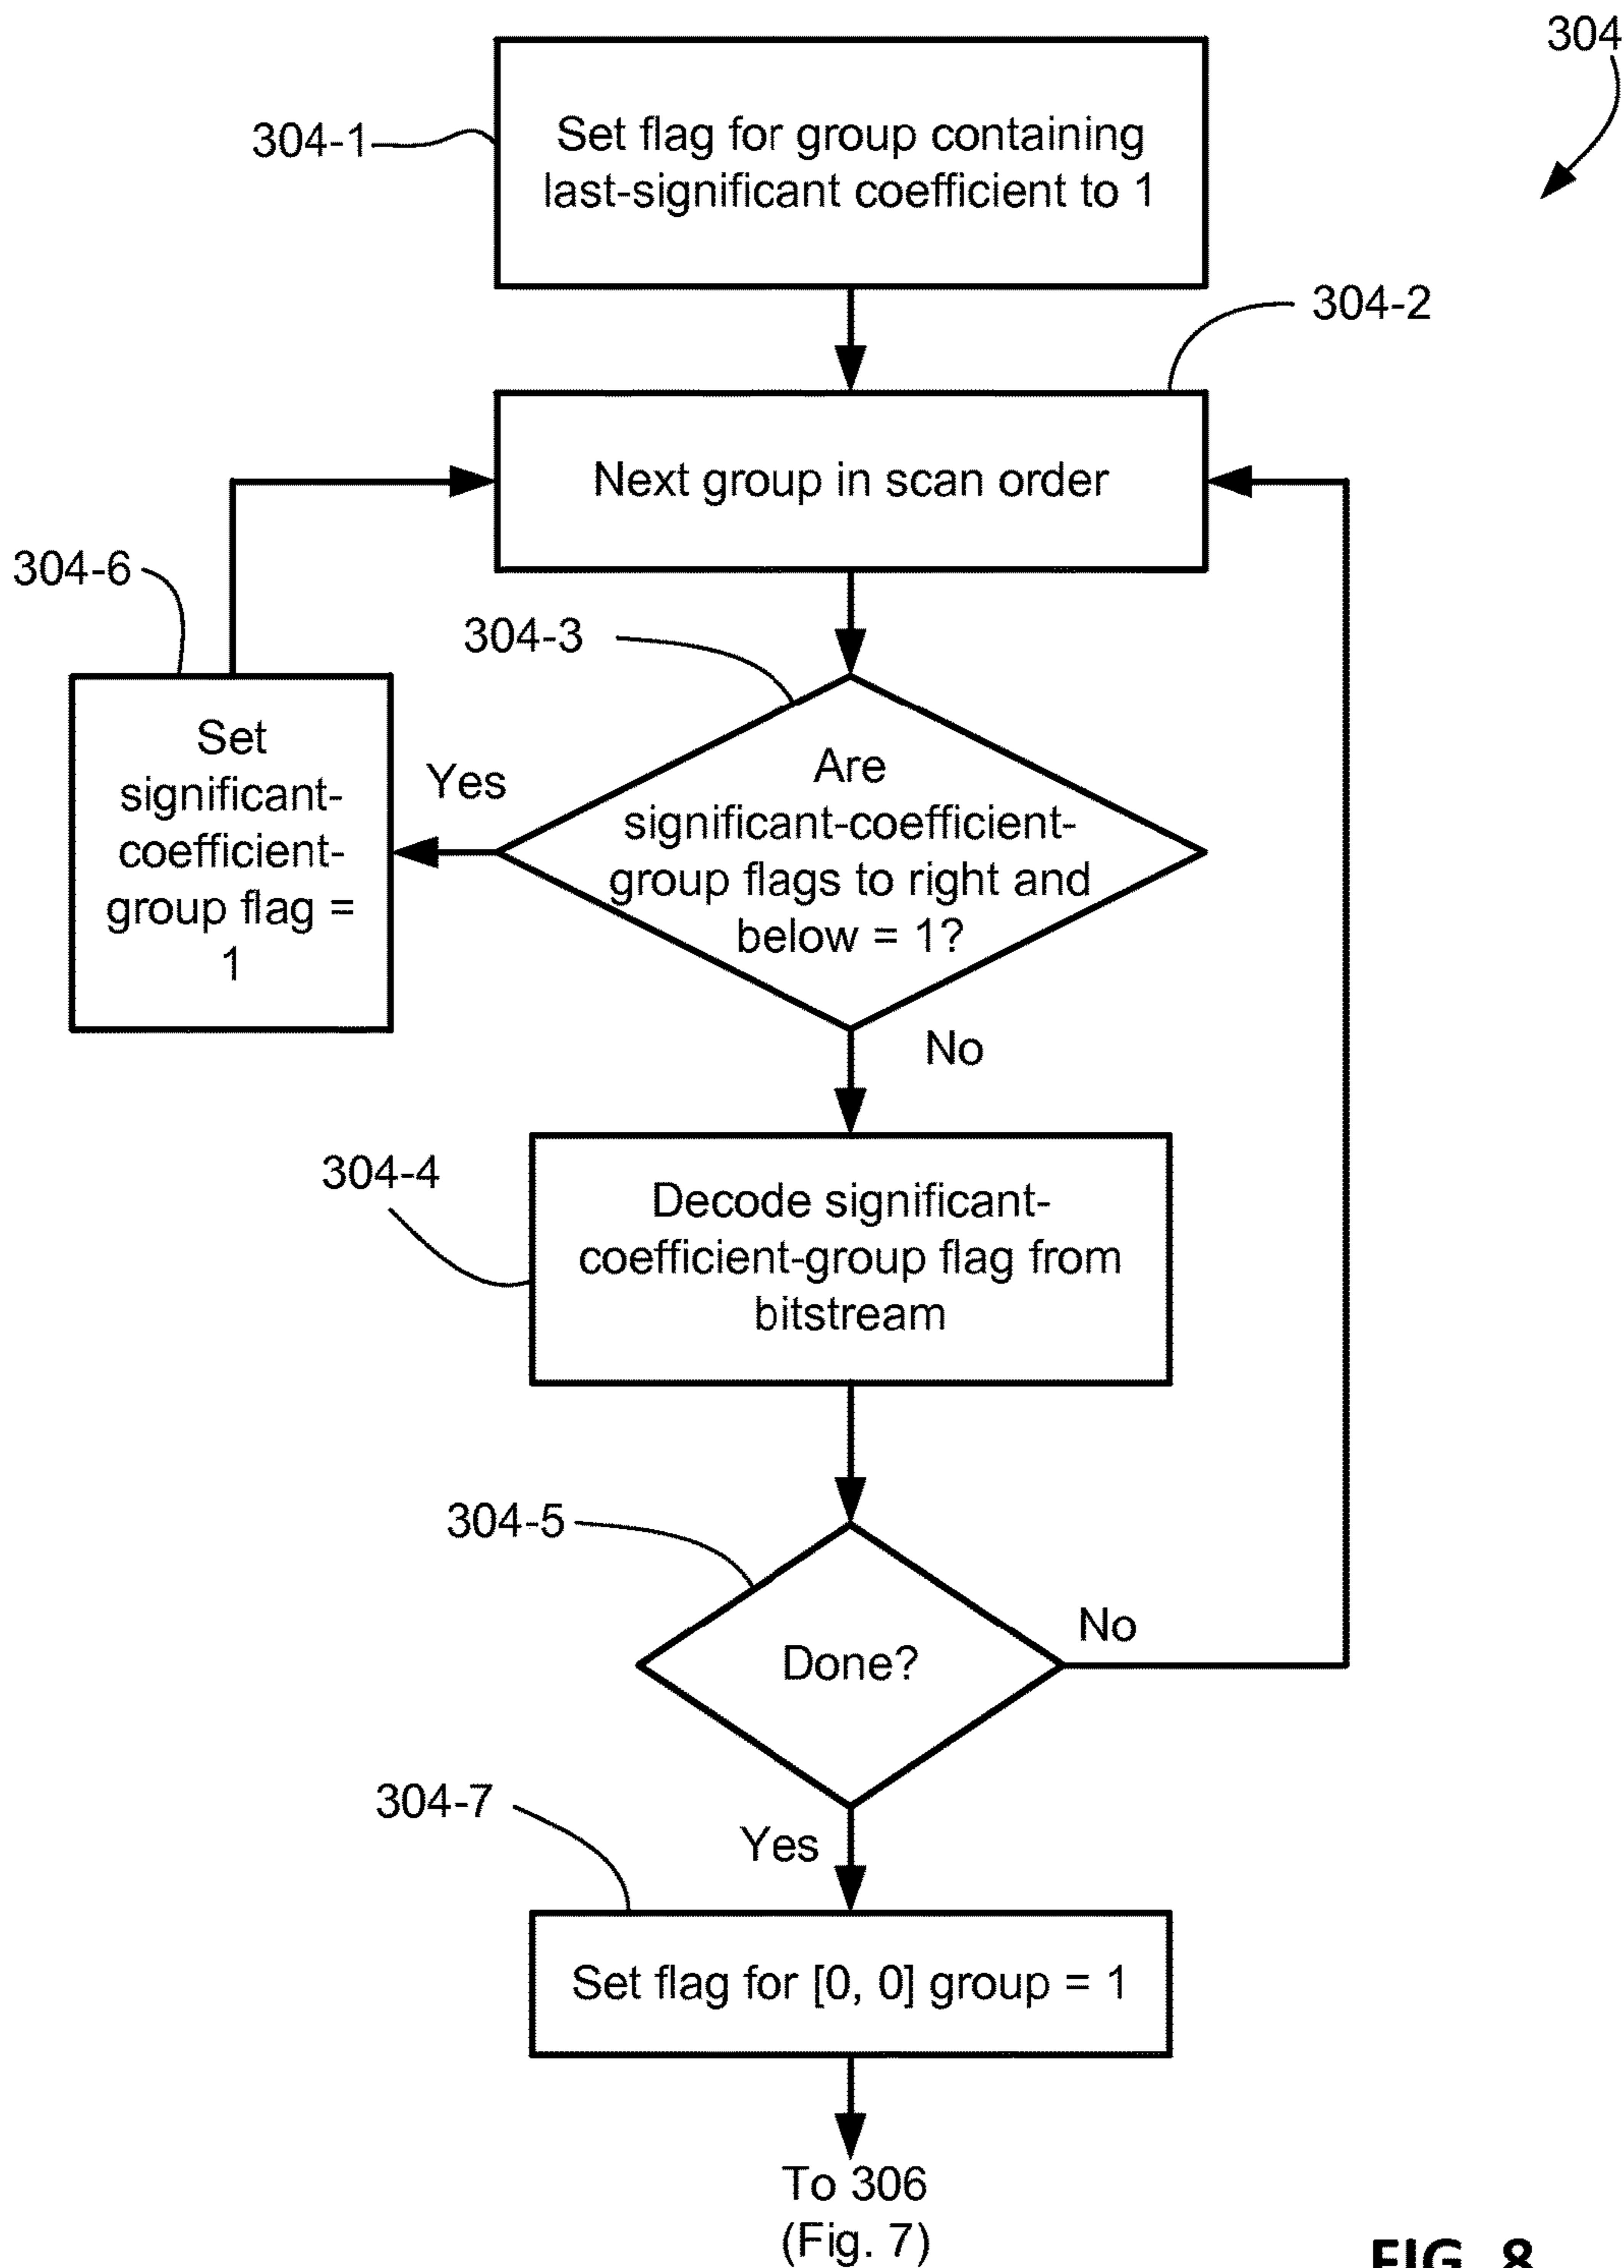 304
304-1
Set flag for group containing
last-significant coefficient to 1
304-2
Next group in scan order
304-6
304-3
Set
significant-
coefficient-
group flag =
1
Yes
Are
significant-coefficient-
group flags to right and
below = 1?
No
304-4
Decode significant-
coefficient-group flag from
bitstream
304-5
Done?
No
304-7
Yes
Set flag for [0, 0] group = 1
To 306
(Fig. 7)
FIG. 8